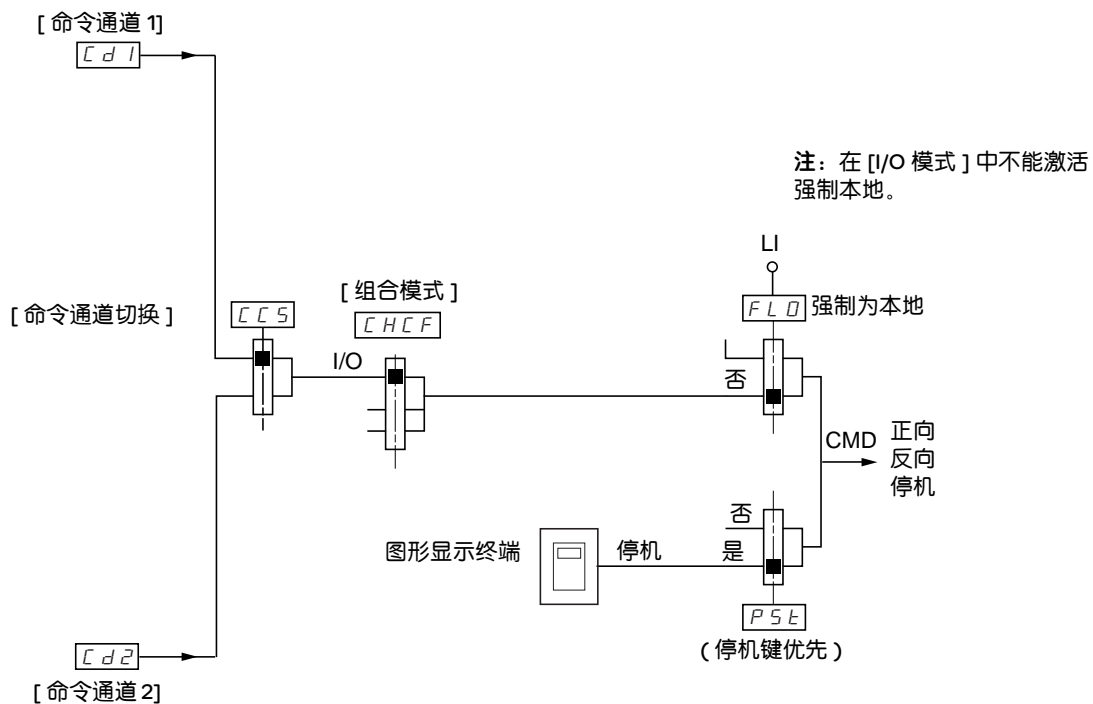 [ 命令通道 1]
Cd1
注：在 [I/O 模式 ] 中不能激活
强制本地。
LI
[ 命令通道切换 ]
CCS
[ 组合模式 ]
CHCF
FLO 强制为本地
I/O
否
CMD
正向
反向
停机
图形显示终端
停机
否
是
PSt
( 停机键优先 )
Cd2
[ 命令通道 2]